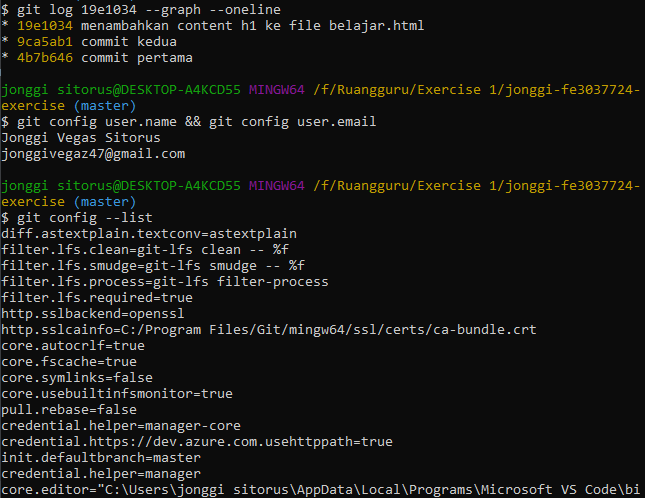 $ git log 19e1034 --graph --oneline
* 19e1034 menambahkan content h1 ke file belajar.html
* 9ca5ab1 commit kedua
* 4b7b646 commit pertama
jonggi sitorus@DESKTOP-A4KCD55 MINGW64 /f/Ruangguru/Exercise 1/jonggi-fe3037724-
exercise (master)
$ git config user.name && git config user.email
Jonggi Vegas Sitorus
jonggivegaz47@gmail.com
jonggi sitorus@DESKTOP-A4KCD55 MINGW64 /f/Ruangguru/Exercise 1/jonggi-fe3037724-
exercise (master)
$ git config --list
diff.astextplain.textconv=astextplain
filter.lfs.clean=git-lfs clean -- %f
filter.lfs.smudge=git-lfs smudge -- %f
filter.lfs.process=git-lfs filter-process
filter.lfs.required=true
http.sslbackend=openssl
http.sslcainfo=C:/Program Files/Git/mingw64/ssl/certs/ca-bundle.crt
core.autocrlf=true
core.fscache=true
core.symlinks=false
core.usebuiltinfsmonitor=true
pull.rebase=false
credential.helper=manager-core
credential.https://dev.azure.com.usehttppath=true
init.defaultbranch=master
credential.helper=manager
core.editor="C:\Users\jonggi sitorus\AppData\Local\Programs\Microsoft VS Code\bi